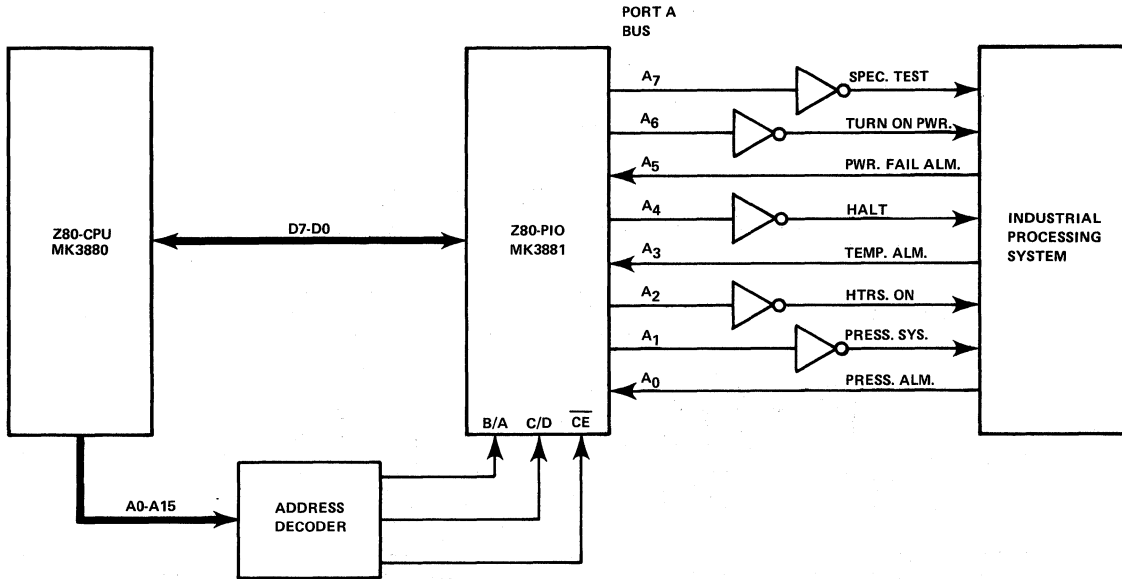 PORT A
BUS
A7
SPEC. TEST
A6
TURN ON PWR.
A5
PWR. FAIL ALM.
Z80-CPU
MK3880
D7-D0
Z80-PIO
MK3881
A4
HALT
INDUSTRIAL
PROCESSING
SYSTEM
A3
TEMP. ALM.
A2
HTRS. ON
A1
PRESS. SYS.
A0
PRESS. ALM.
B/A
C/D
C̅E̅
A0-A15
ADDRESS
DECODER